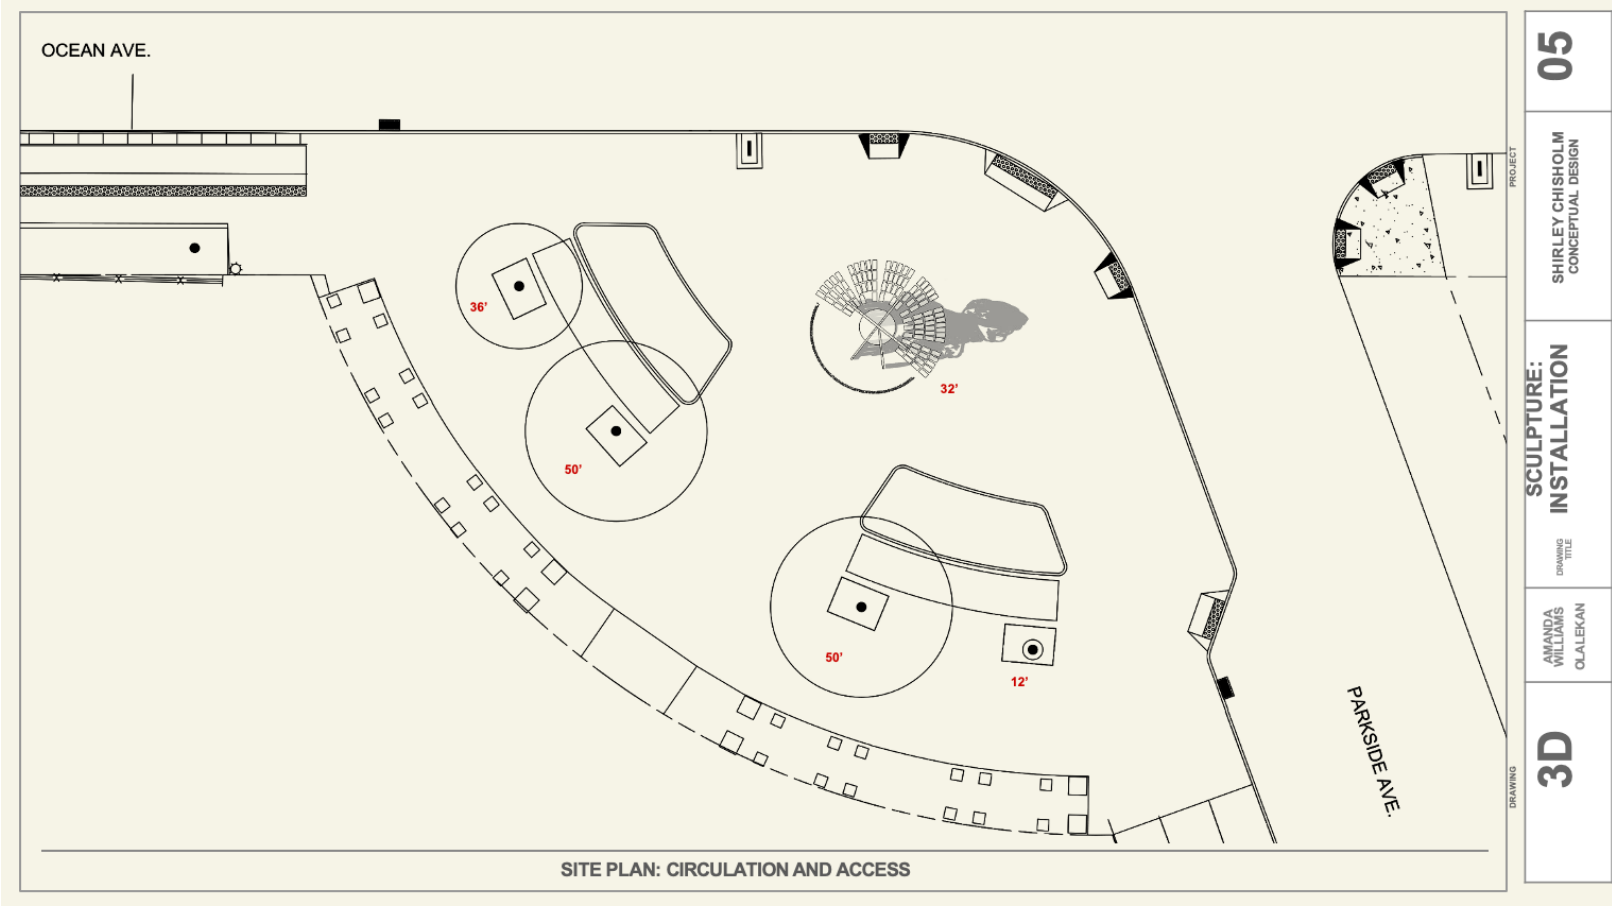 OCEAN AVE.
36’
50’
32’
50’
12’
PARKSIDE AVE.
SITE PLAN: CIRCULATION AND ACCESS
05
PROJECT
SHIRLEY CHISHOLM
CONCEPTUAL DESIGN
SCULPTURE:
INSTALLATION
DRAWING
TITLE
AMANDA
WILLIAMS
OLALEKAN
DRAWING
3D